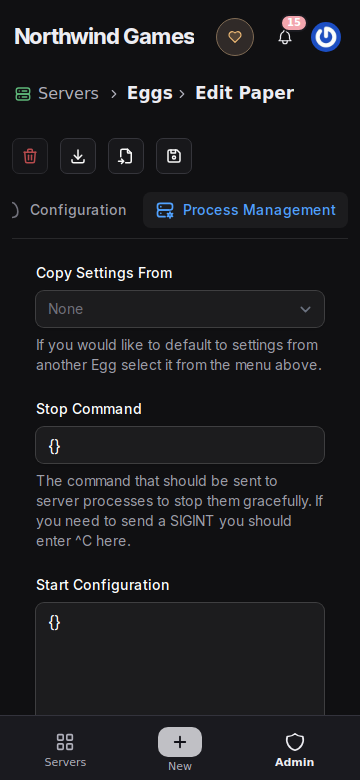 Northwind Games
15
Servers > Eggs > Edit Paper
Configuration
Process Management
Copy Settings From
None
If you would like to default to settings from
another Egg select it from the menu above.
Stop Command
{}
The command that should be sent to
server processes to stop them gracefully. If
you need to send a SIGINT you should
enter ^C here.
Start Configuration
{}
Servers
New
Admin